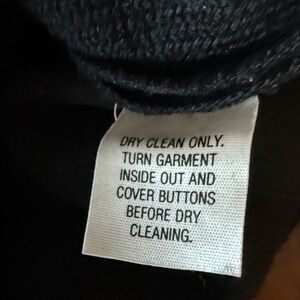 DRY CLEAN ONLY.
TURN GARMENT
INSIDE OUT AND
COVER BUTTONS
BEFORE DRY
CLEANING.